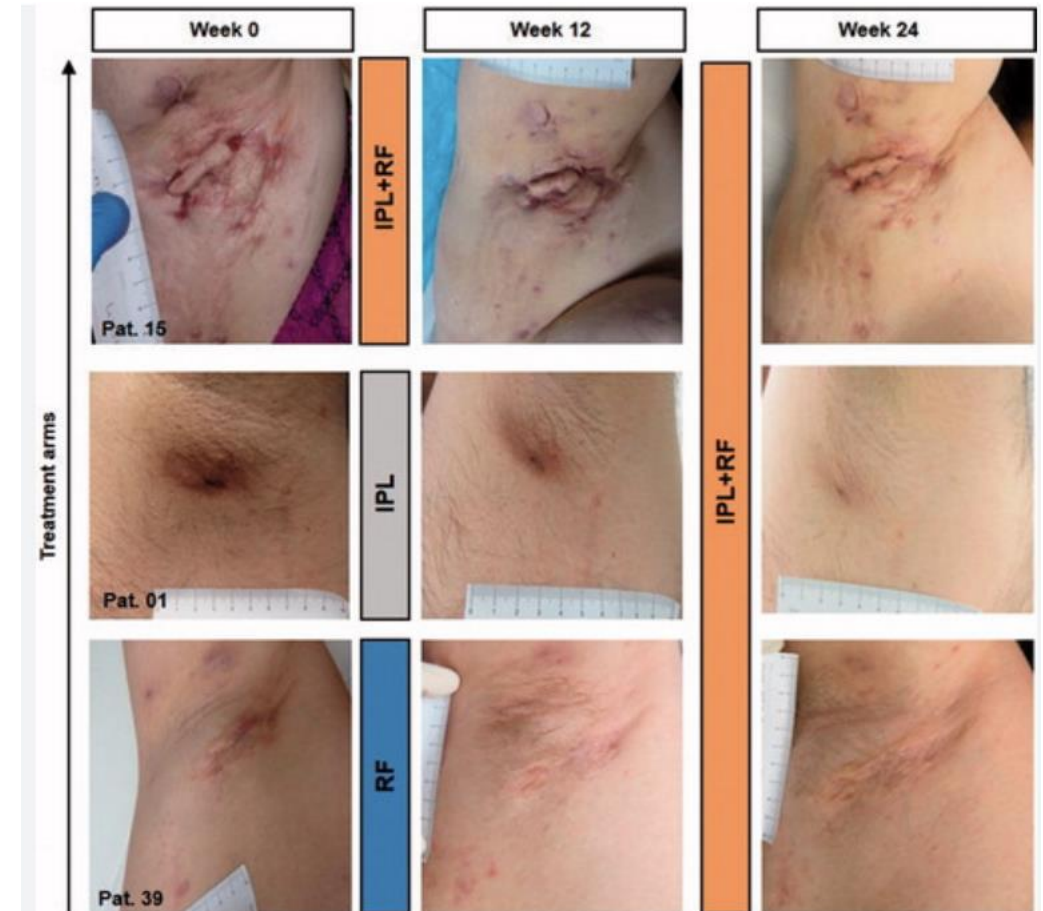 Week 0
Week 12
Week 24
Treatment arms
IPL+RF
Pat. 15
IPL
IPL+RF
Pat. 01
RF
Pat. 39